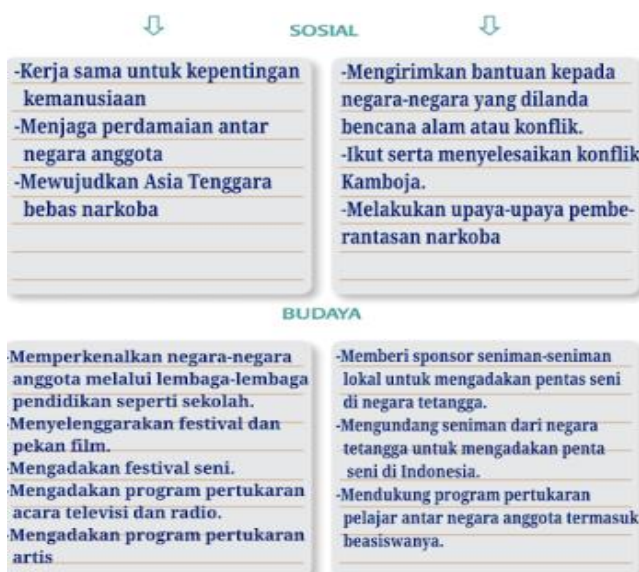 SOSIAL
-Kerja sama untuk kepentingan
kemanusiaan
-Menjaga perdamaian antar
negara anggota
-Mewujudkan Asia Tenggara
bebas narkoba
-Mengirimkan bantuan kepada
negara-negara yang dilanda
bencana alam atau konflik.
-Ikut serta menyelesaikan konflik
Kamboja.
-Melakukan upaya-upaya pembe-
rantasan narkoba
BUDAYA
-Memperkenalkan negara-negara
anggota melalui lembaga-lembaga
pendidikan seperti sekolah.
-Menyelenggarakan festival dan
pekan film.
-Mengadakan festival seni.
-Mengadakan program pertukaran
acara televisi dan radio.
-Mengadakan program pertukaran
artis
-Memberi sponsor seniman-seniman
lokal untuk mengadakan pentas seni
di negara tetangga.
-Mengundang seniman dari negara
tetangga untuk mengadakan penta
seni di Indonesia.
-Mendukung program pertukaran
pelajar antar negara anggota termasuk
beasiswanya.